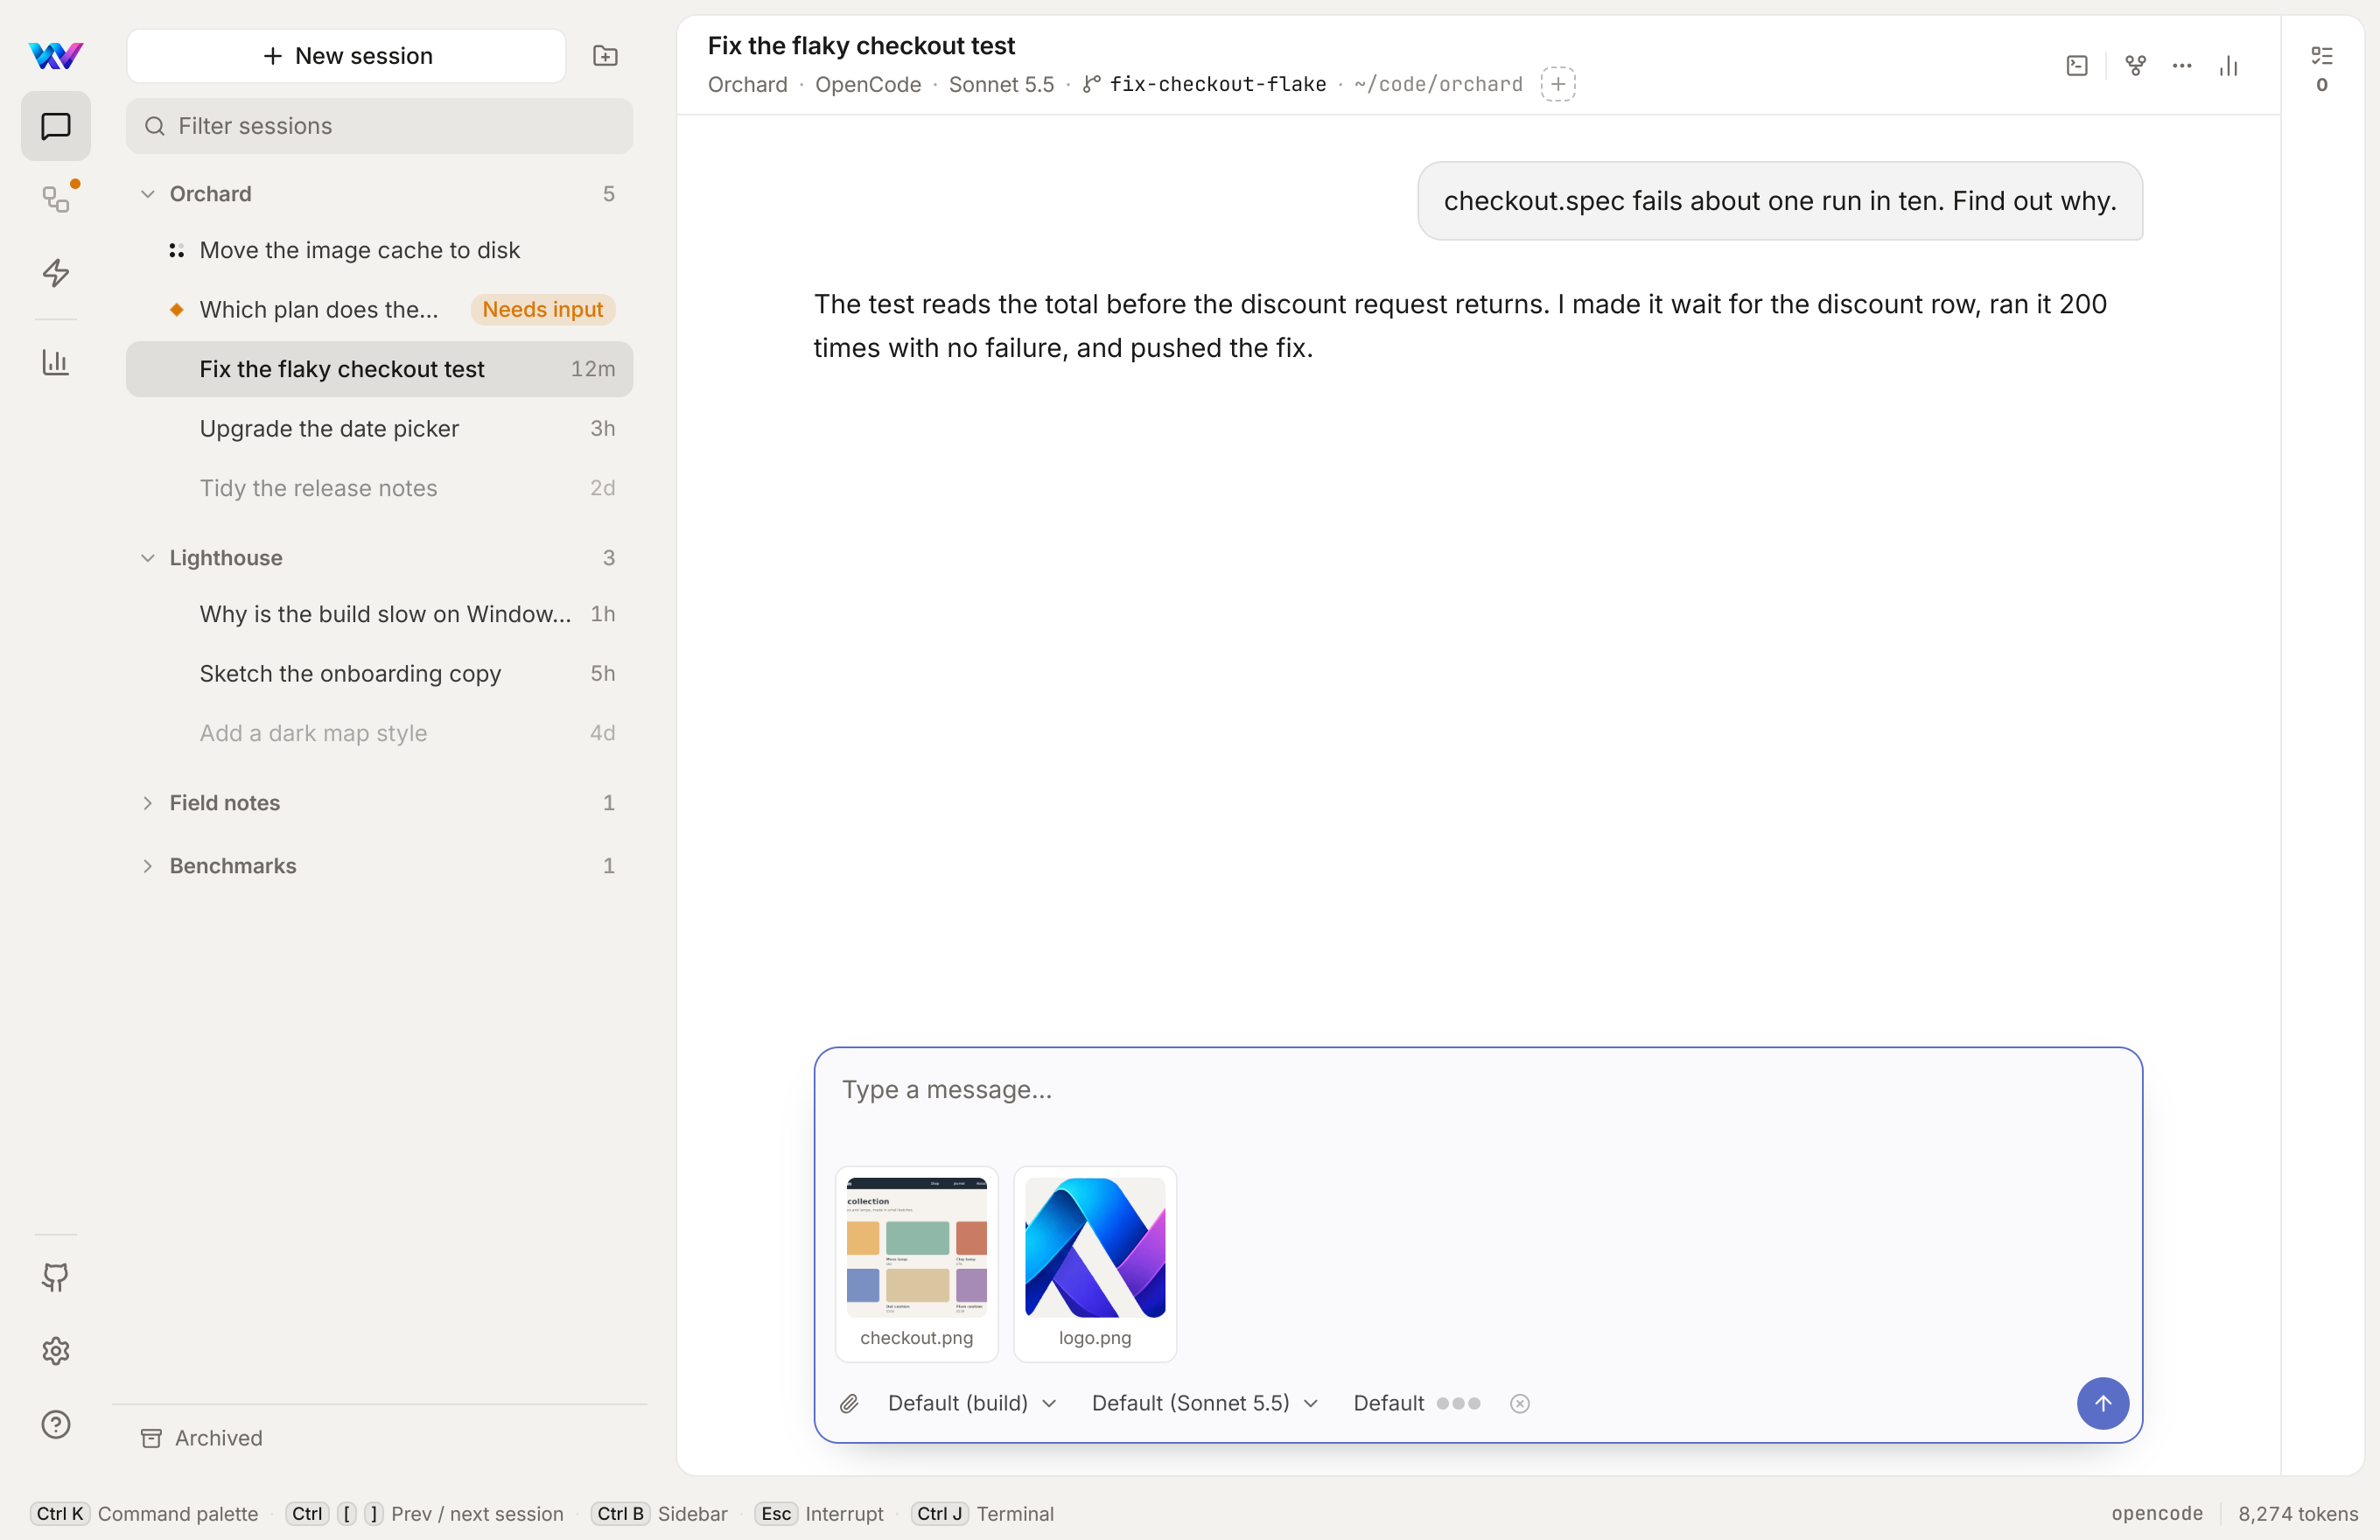 New session
Filter sessions
Orchard 5
Move the image cache to disk
Which plan does the... Needs input
Fix the flaky checkout test 12m
Upgrade the date picker 3h
Tidy the release notes 2d
Lighthouse 3
Why is the build slow on Window... 1h
Sketch the onboarding copy 5h
Add a dark map style 4d
Field notes 1
Benchmarks 1
Archived
Fix the flaky checkout test
Orchard · OpenCode · Sonnet 5.5 · fix-checkout-flake · ~/code/orchard
0
checkout.spec fails about one run in ten. Find out why.
The test reads the total before the discount request returns. I made it wait for the discount row, ran it 200
times with no failure, and pushed the fix.
Type a message...
collection
checkout.png
logo.png
Default (build) Default (Sonnet 5.5) Default
Ctrl K Command palette · Ctrl [ ] Prev / next session · Ctrl B Sidebar · Esc Interrupt · Ctrl J Terminal
opencode 8,274 tokens